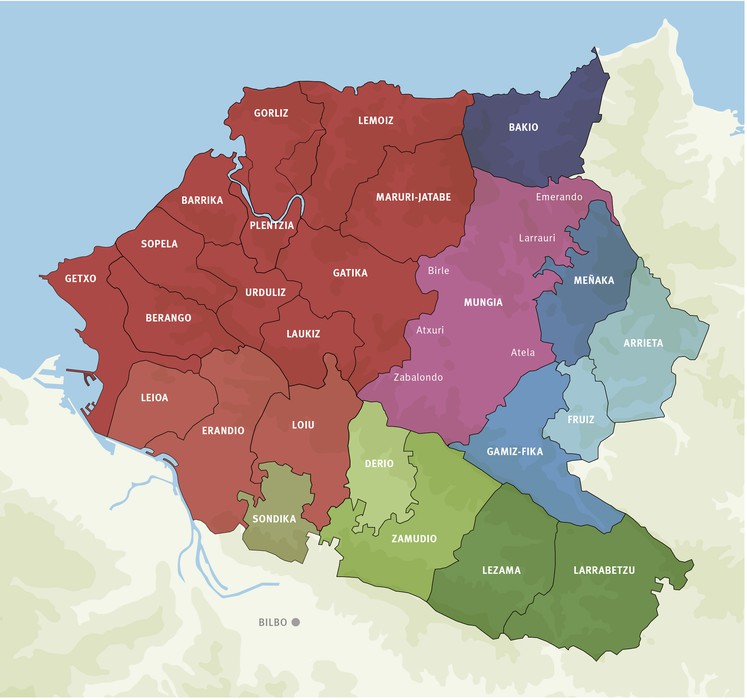 GORLIZ
LEMOIZ
BAKIO
BARRIKA
MARURI-JATABE
Emerando
PLENTZIA
SOPELA
Larrauri
GETXO
GATIKA
Birle
MEÑAKA
URDULIZ
MUNGIA
BERANGO
LAUKIZ
Atxuri
ARRIETA
Atela
Zabalondo
LEIOA
ERANDIO
LOIU
FRUIZ
GAMIZ-FIKA
DERIO
SONDIKA
ZAMUDIO
LEZAMA
LARRABETZU
BILBO